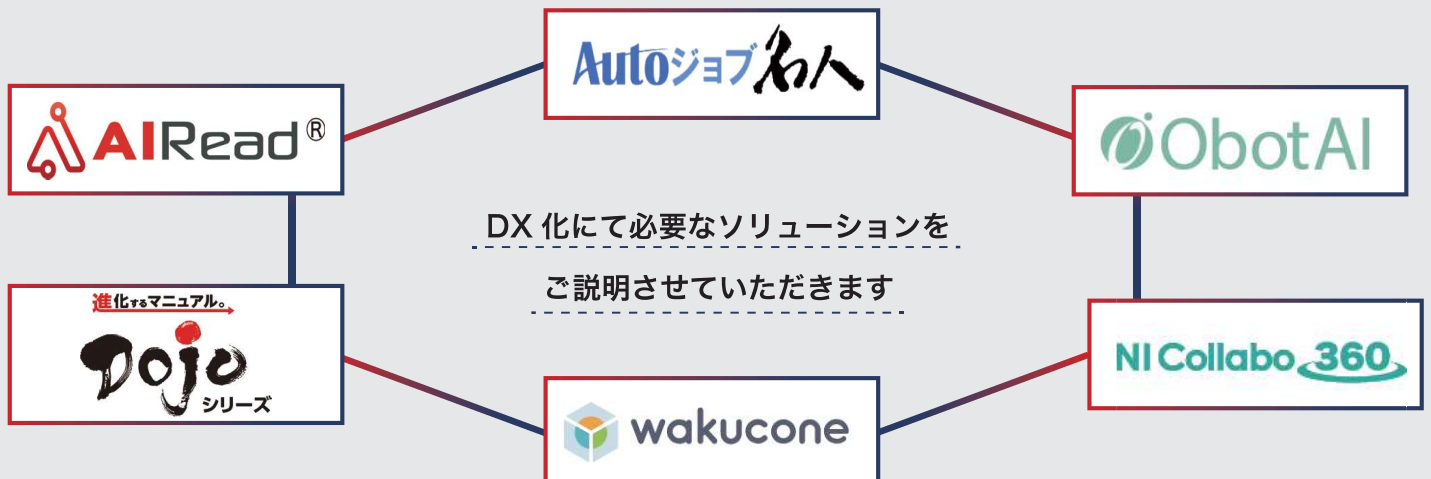 Autoジョブ名人
AIRead®
ObotAI
DX 化にて必要なソリューションを
ご説明させていただきます
進化するマニュアル。
Dojo
シリーズ
NI Collabo 360
wakucone